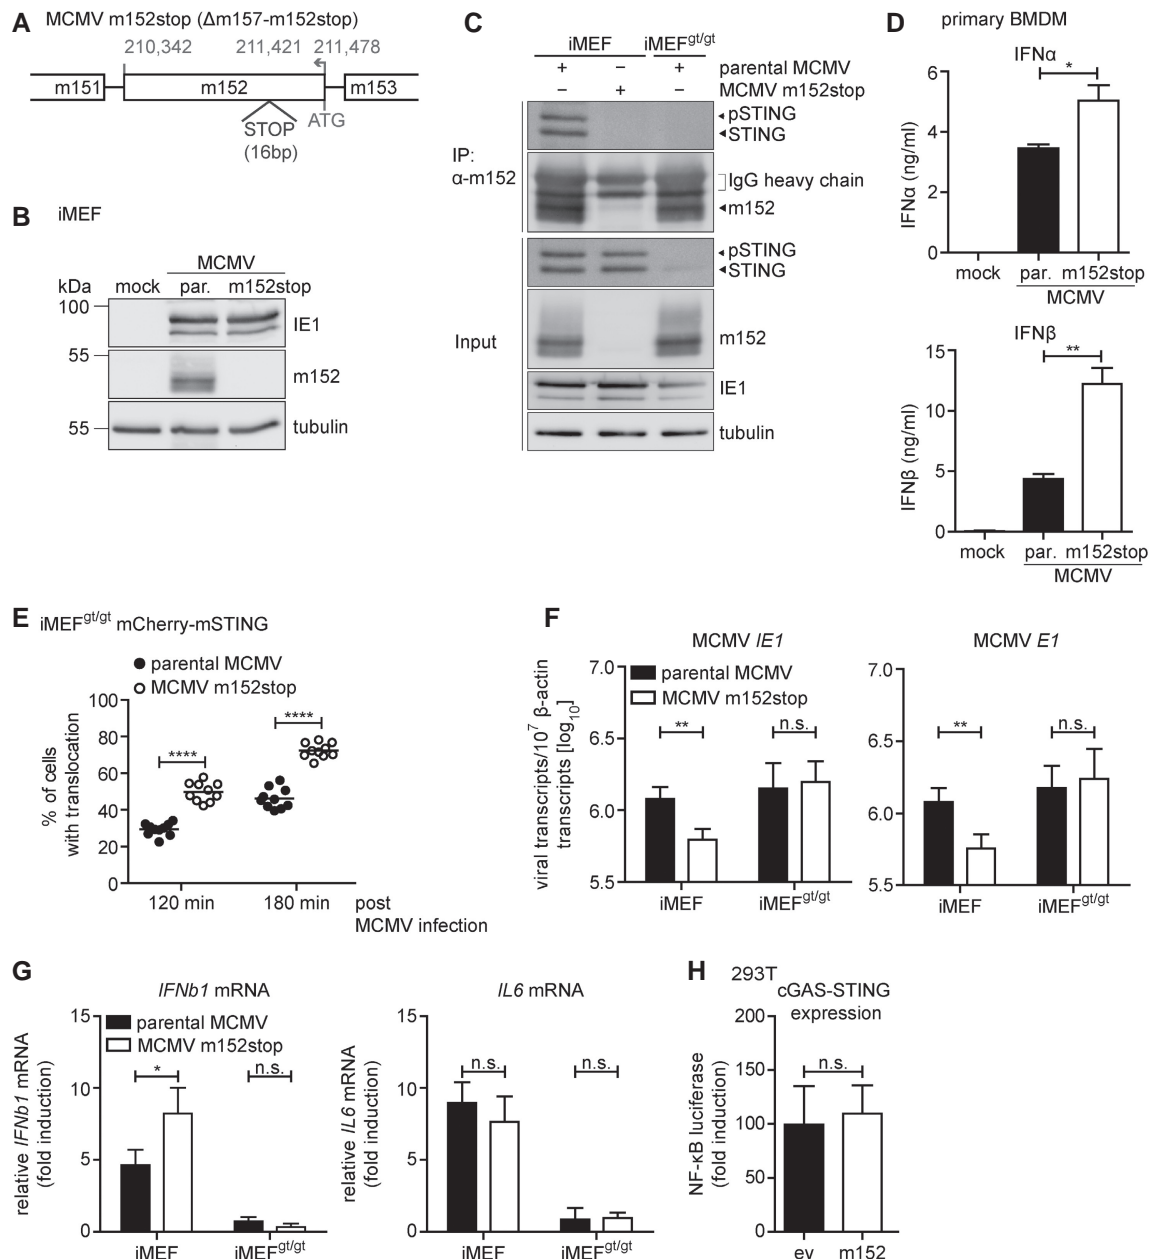 A
MCMV m152stop (Δm157-m152stop)
210,342 211,421 211,478
m151 m152 m153
STOP
(16bp)
ATG
B iMEF
MCMV
kDa mock par. m152stop
100
IE1
55
m152
55
tubulin
C
iMEF iMEFgt/gt
+ – + parental MCMV
– + – MCMV m152stop
IP:
α-m152
pSTING
STING
IgG heavy chain
m152
Input
pSTING
STING
m152
IE1
tubulin
D primary BMDM
IFNα
*
IFNα (ng/ml)
6
4
2
0
mock par. m152stop
MCMV
IFNβ
**
IFNβ (ng/ml)
15
10
5
0
mock par. m152stop
MCMV
E iMEFgt/gt mCherry-mSTING
parental MCMV
MCMV m152stop
% of cells
with translocation
100
80
60
40
20
0
****
****
120 min 180 min post
MCMV infection
F
MCMV IE1
parental MCMV
MCMV m152stop
viral transcripts/107 β-actin
transcripts [log10]
7.0
6.5
6.0
5.5
** n.s.
iMEF iMEFgt/gt
MCMV E1
7.0
6.5
6.0
5.5
** n.s.
iMEF iMEFgt/gt
G
IFNb1 mRNA
parental MCMV
MCMV m152stop
relative IFNb1 mRNA
(fold induction)
15
10
5
0
* n.s.
iMEF iMEFgt/gt
IL6 mRNA
relative IL6 mRNA
(fold induction)
15
10
5
0
n.s. n.s.
iMEF iMEFgt/gt
H 293T
cGAS-STING
expression
NF-κB luciferase
(fold induction)
200
150
100
50
0
n.s.
ev m152